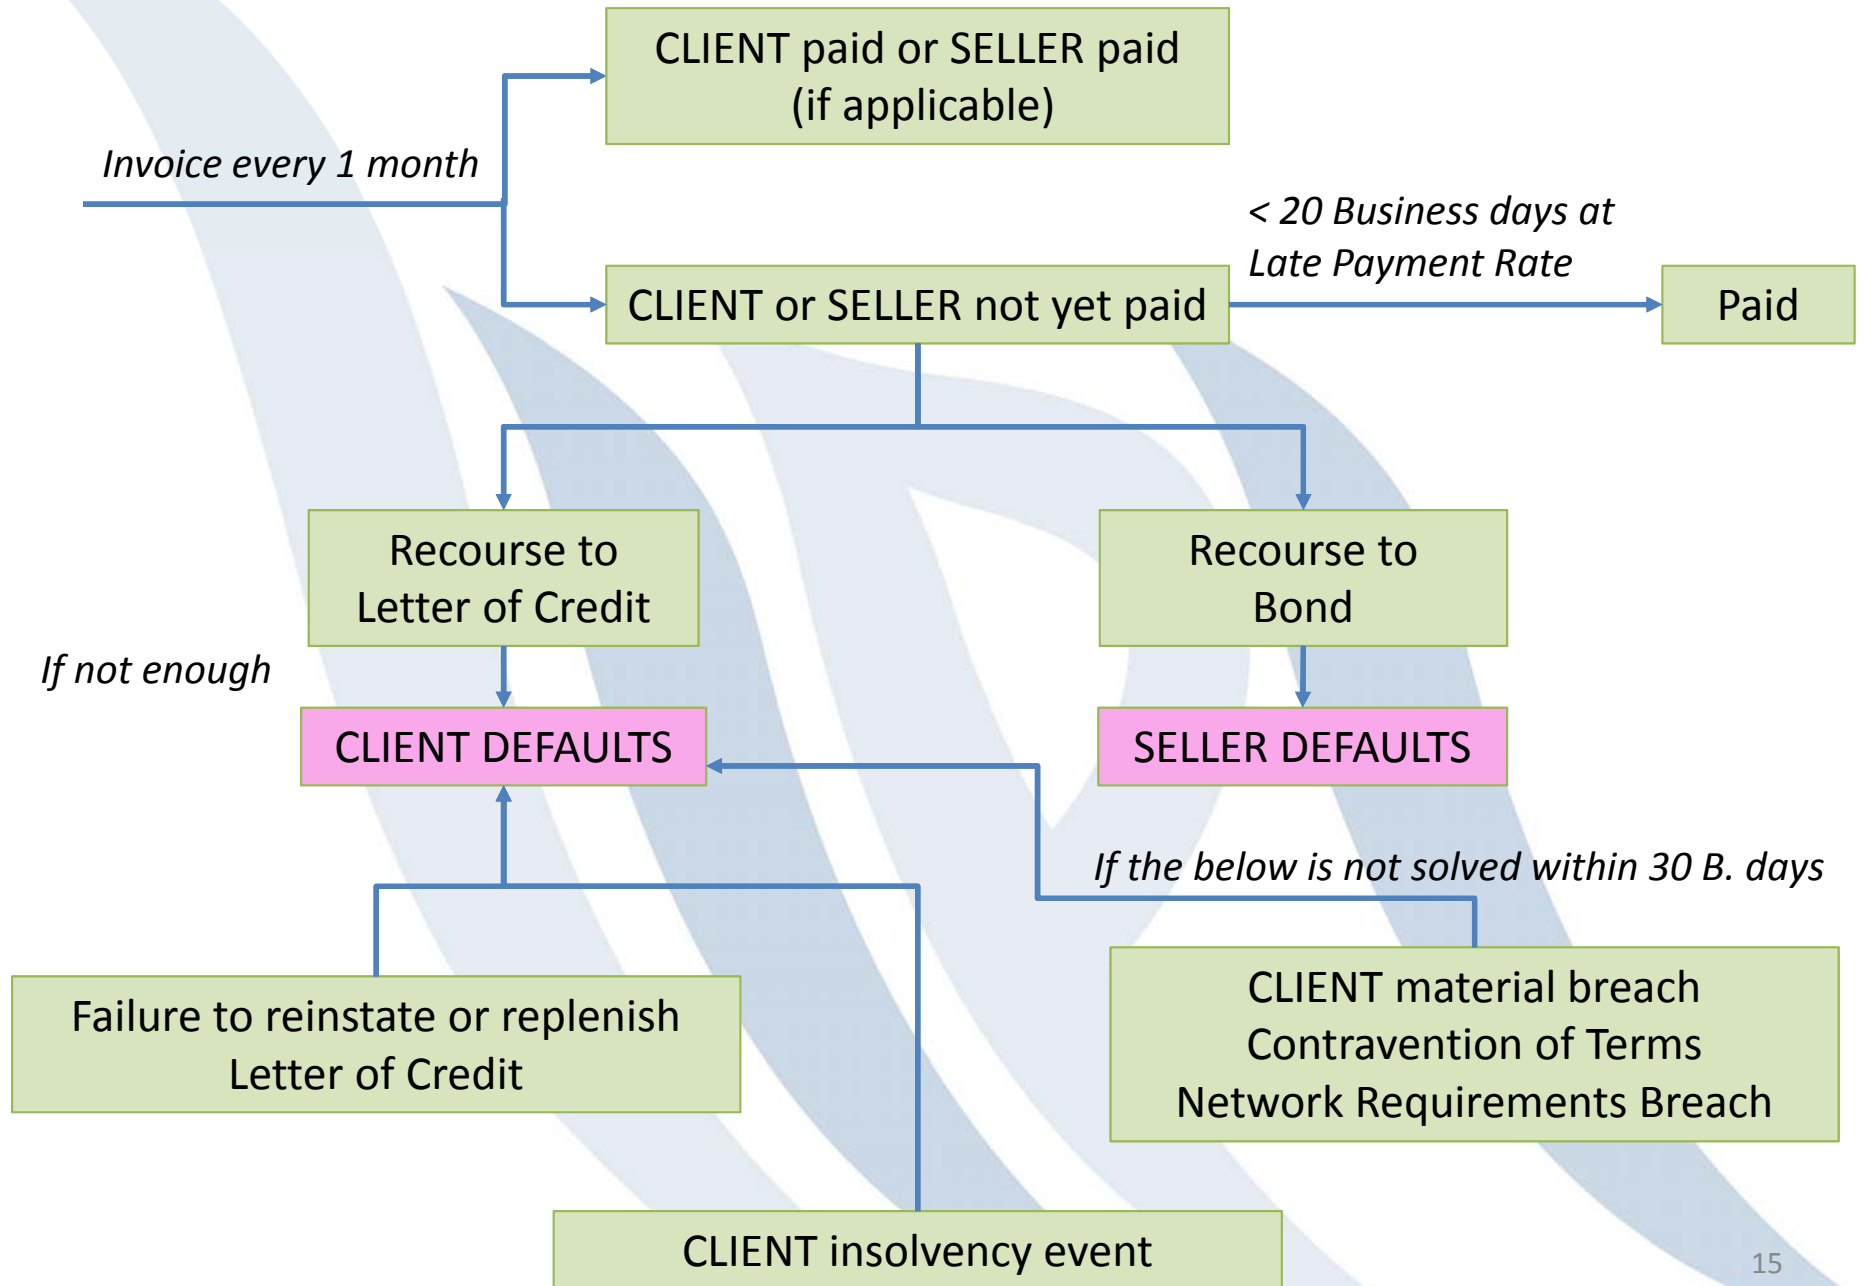 CLIENT paid or SELLER paid
(if applicable)
Invoice every 1 month
< 20 Business days at
Late Payment Rate
CLIENT or SELLER not yet paid
Paid
Recourse to
Letter of Credit
Recourse to
Bond
If not enough
CLIENT DEFAULTS
SELLER DEFAULTS
If the below is not solved within 30 B. days
Failure to reinstate or replenish
Letter of Credit
CLIENT material breach
Contravention of Terms
Network Requirements Breach
CLIENT insolvency event
15